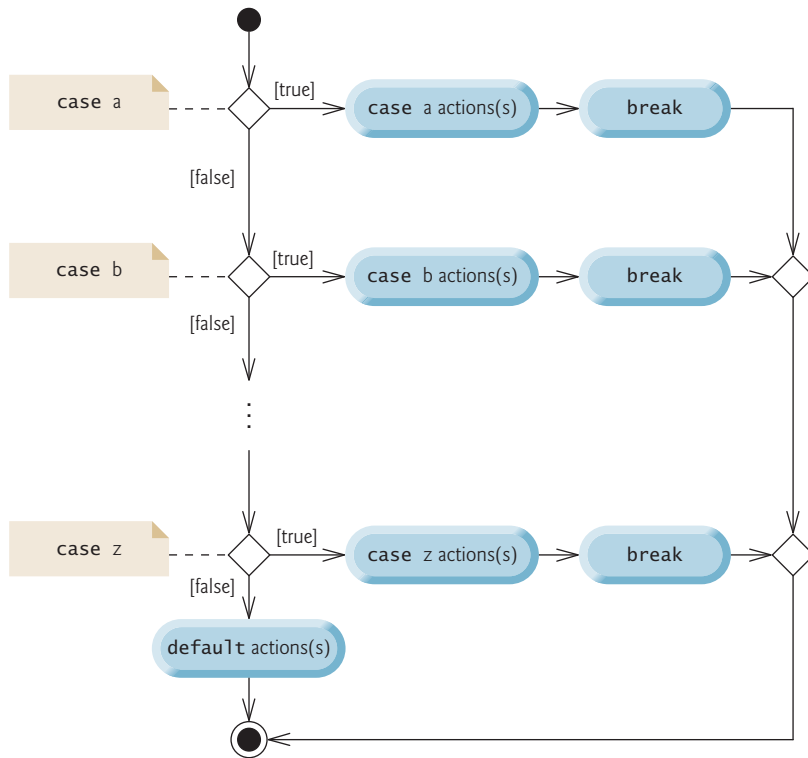 case a
[true]
case a actions(s)
break
[false]
case b
[true]
case b actions(s)
break
[false]
⋮
case z
[true]
case z actions(s)
break
[false]
default actions(s)